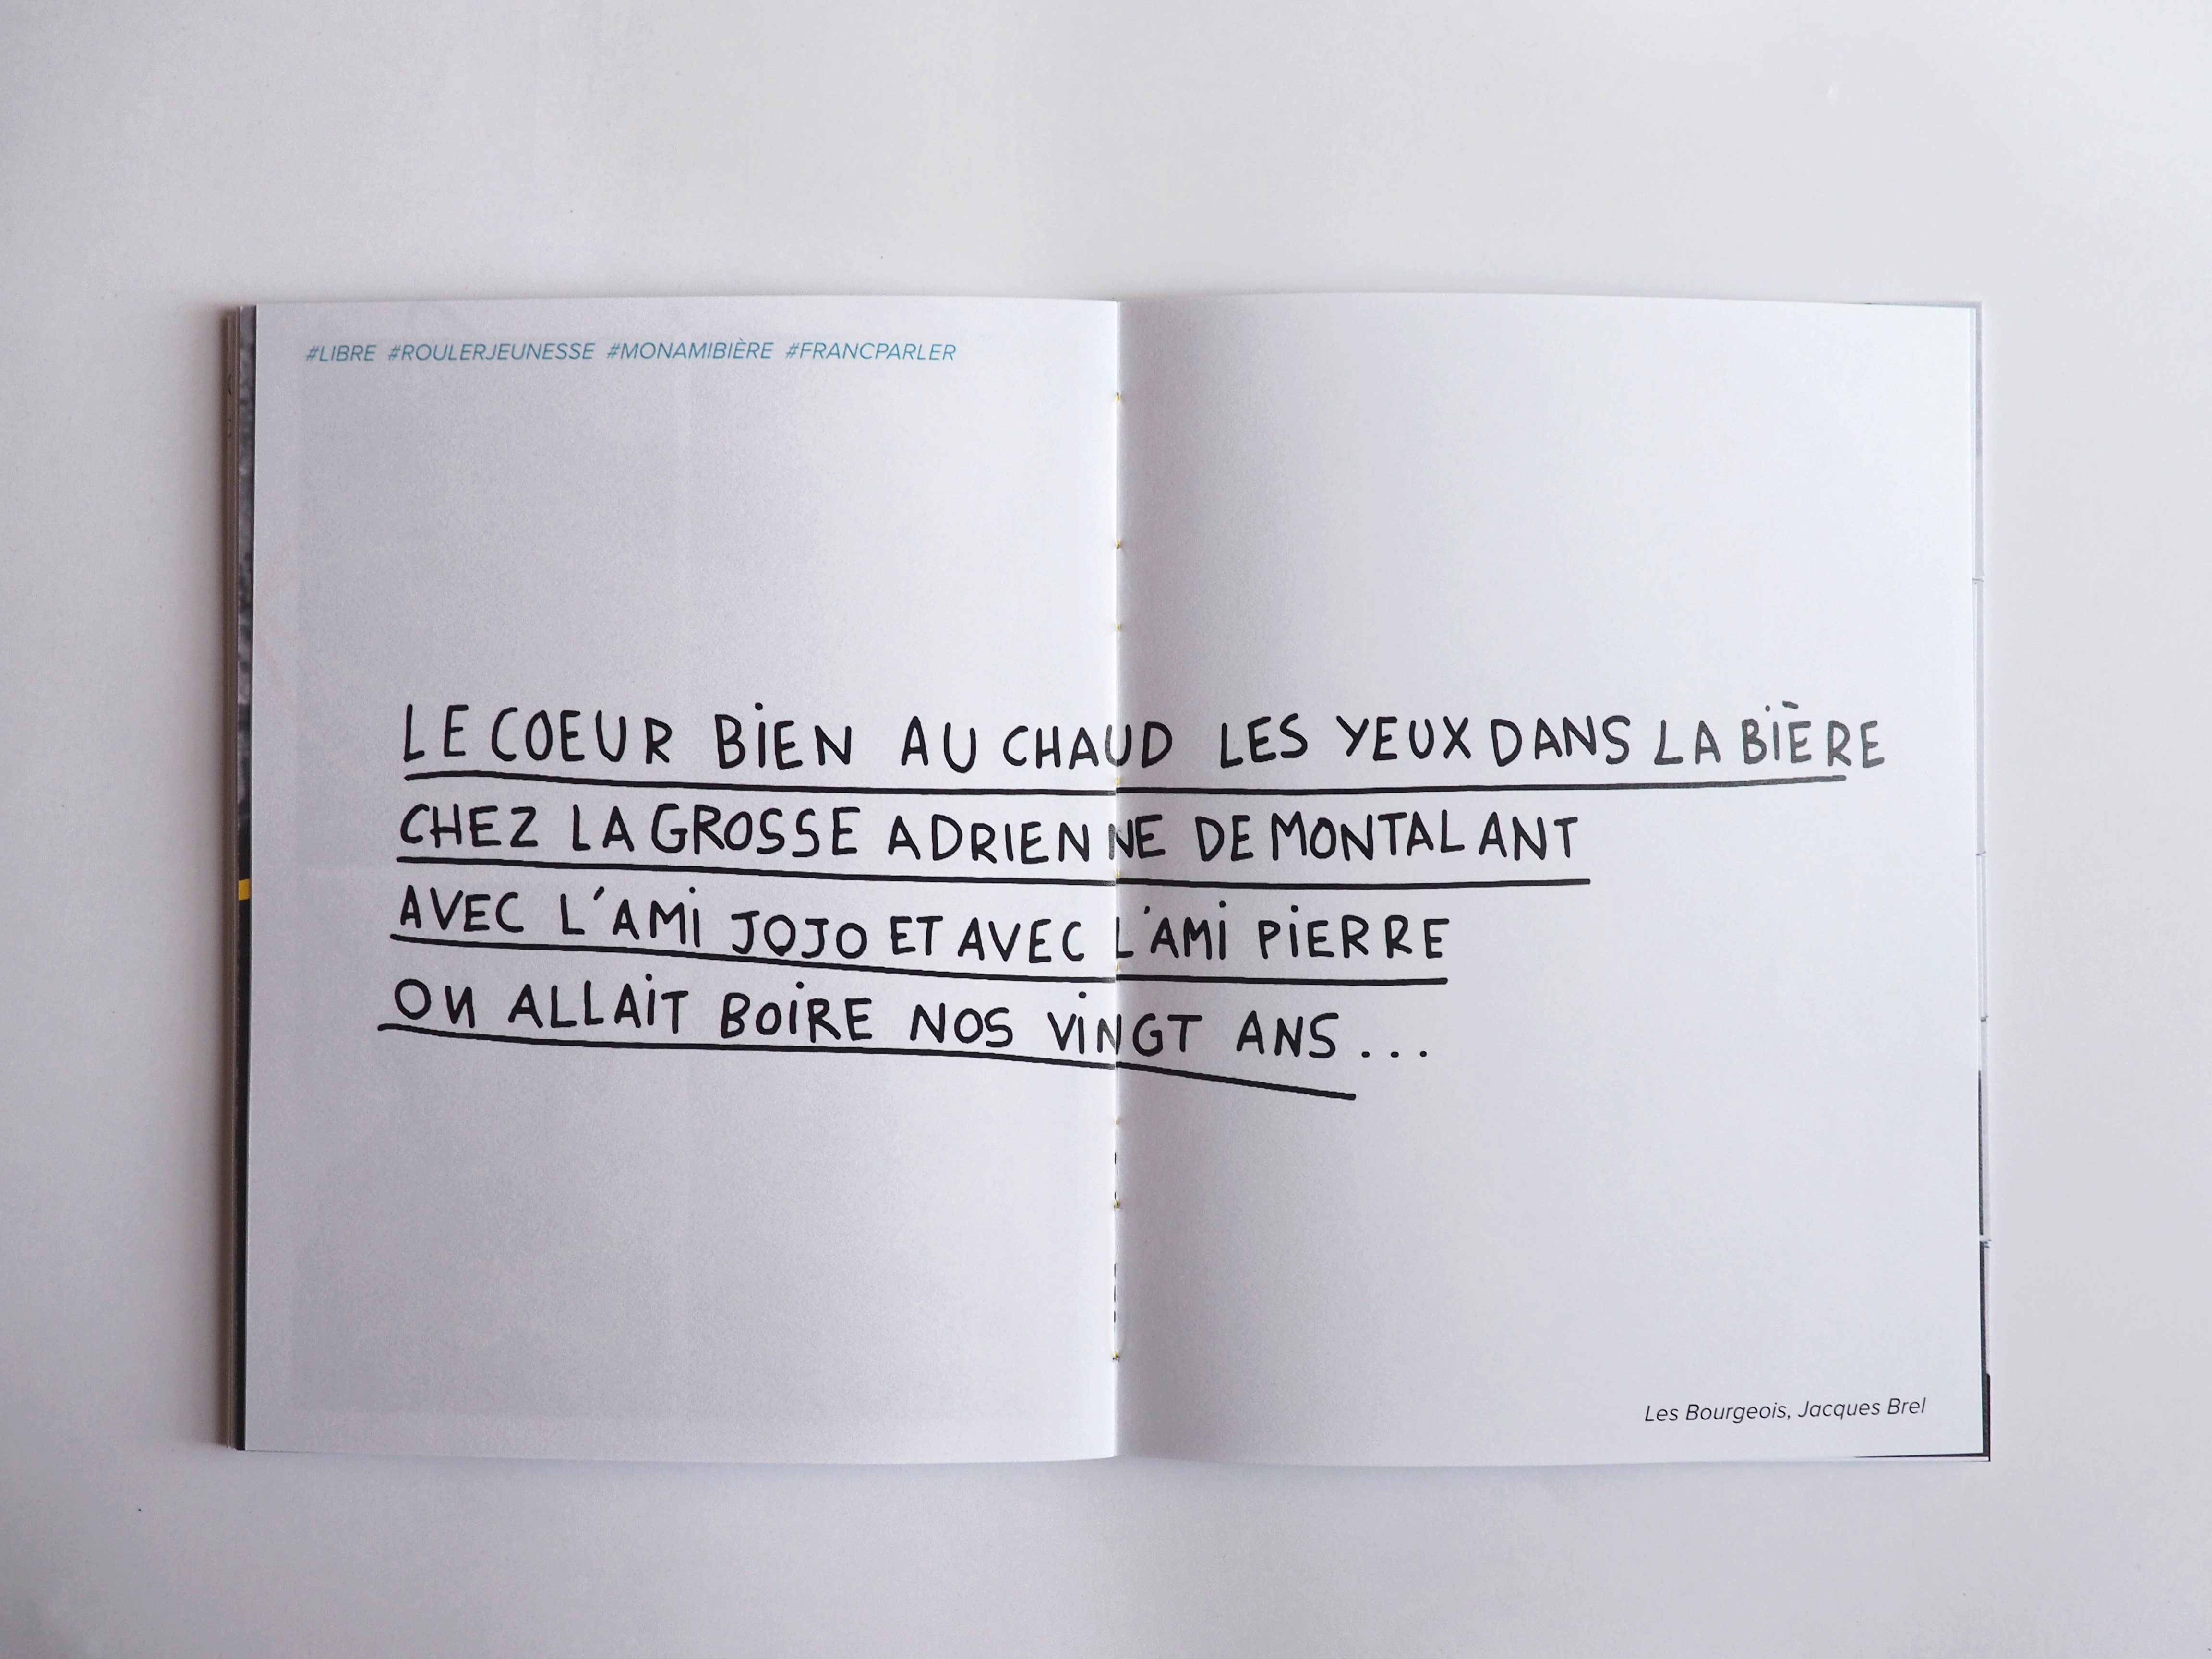 #LIBRE #ROULERJEUNESSE #MONAMIBIÈRE #FRANCPARLER
LE COEUR BIEN AU CHAUD LES YEUX DANS LA BIÈRE
CHEZ LA GROSSE ADRIENNE DE MONTALANT
AVEC L'AMI JOJO ET AVEC L'AMI PIERRE
ON ALLAIT BOIRE NOS VINGT ANS...
Les Bourgeois, Jacques Brel